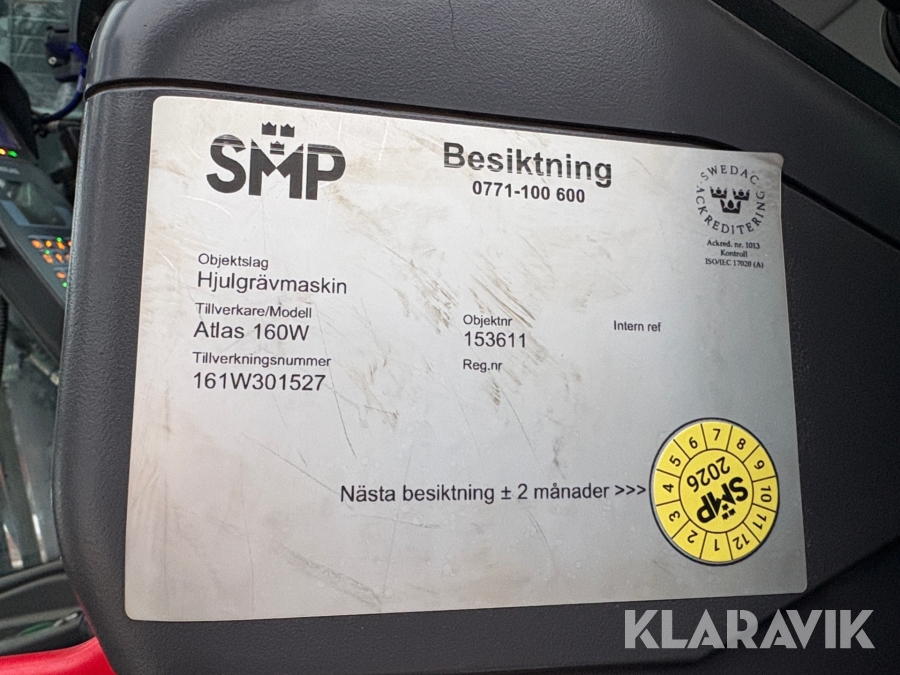 SMP
Besiktning
0771-100 600
SWEDAC
ACKREDITERING
Ackred. nr. 1013
Kontroll
ISO/IEC 17020 (A)
Objektslag
Hjulgrävmaskin
Tillverkare/Modell
Atlas 160W
Tillverkningsnummer
161W301527
Objektnr
153611
Reg.nr
Intern ref
Nästa besiktning ± 2 månader >>>
1 2 3 4 5 6 7 8 9 10 11 12
2026
SMP
KLARAVIK